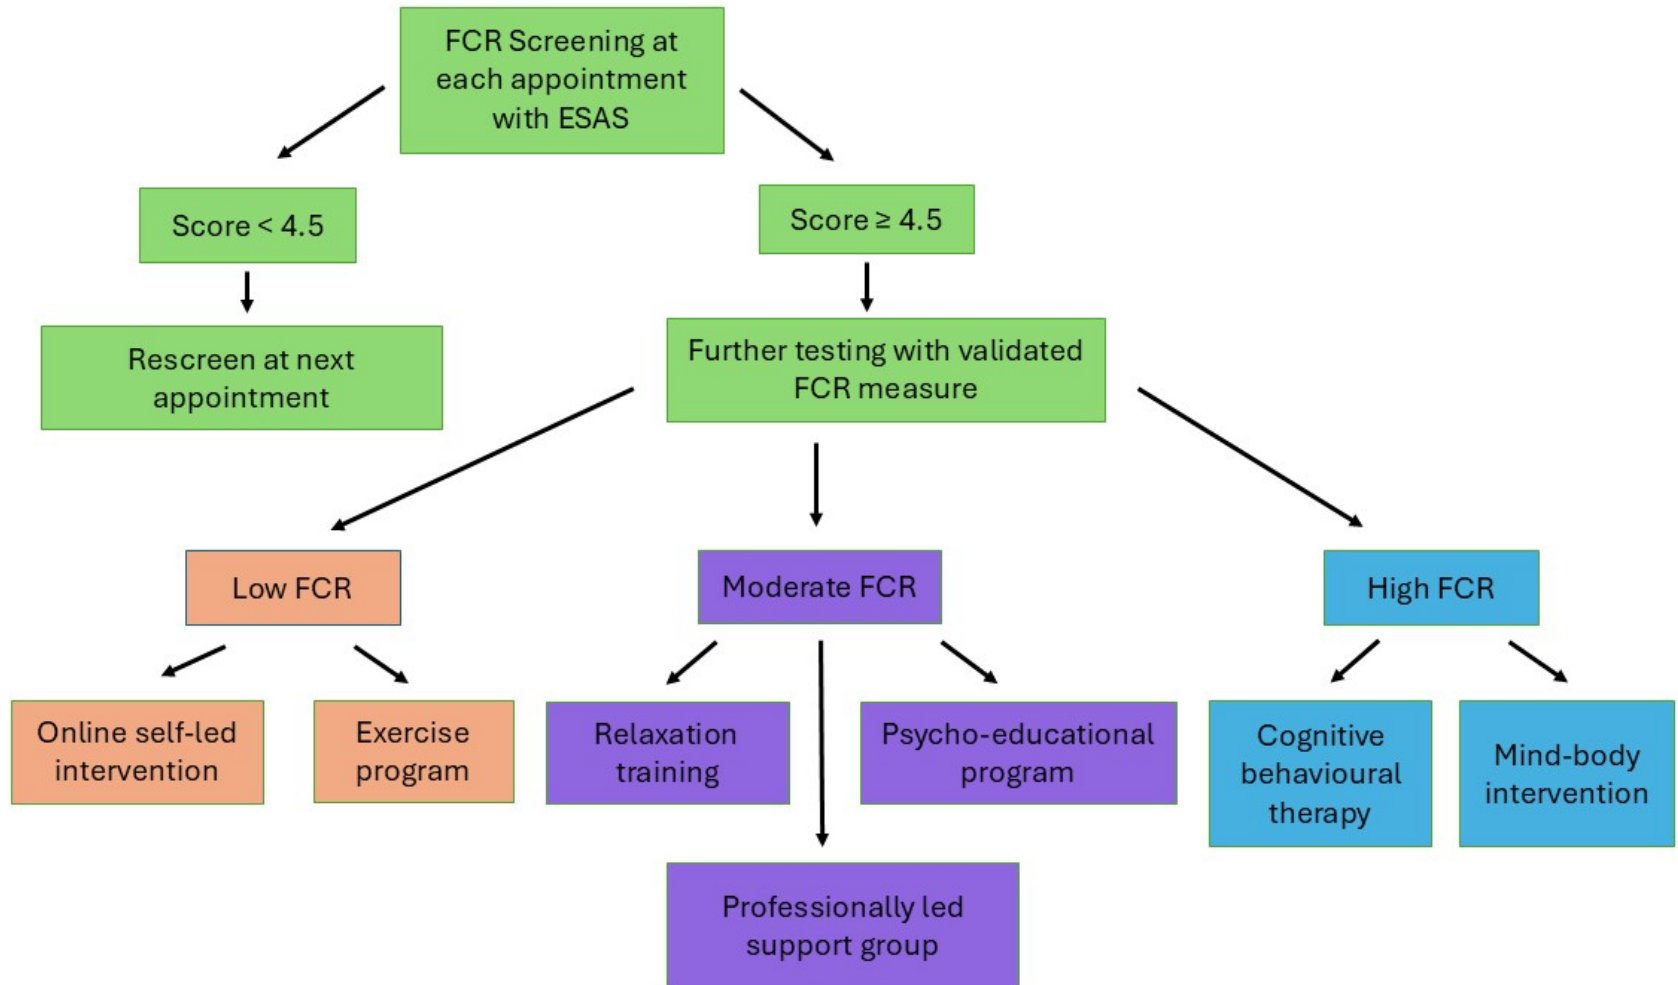 FCR Screening at
each appointment
with ESAS
Score < 4.5
Score ≥ 4.5
Rescreen at next
appointment
Further testing with validated
FCR measure
Low FCR
Moderate FCR
High FCR
Online self-led
intervention
Exercise
program
Relaxation
training
Psycho-educational
program
Cognitive
behavioural
therapy
Mind-body
intervention
Professionally led
support group